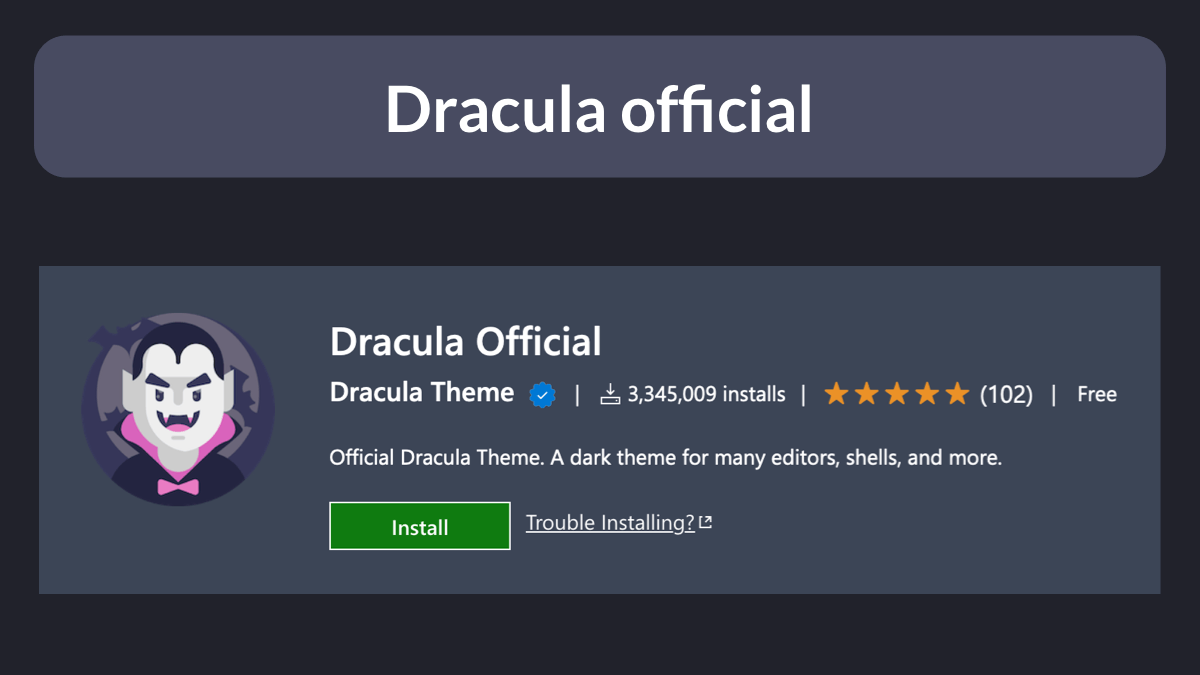 Dracula official
Dracula Official
Dracula Theme | 3,345,009 installs | (102) | Free
Official Dracula Theme. A dark theme for many editors, shells, and more.
Install Trouble Installing?